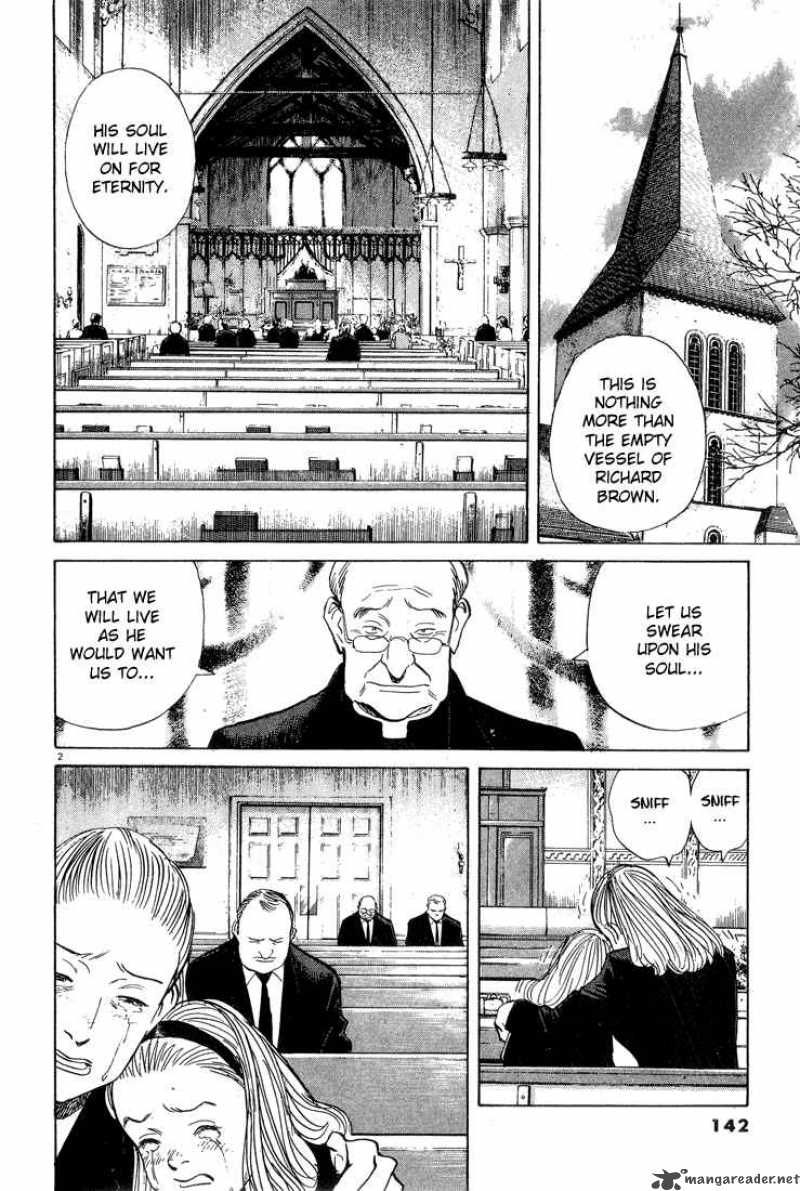 THIS IS
NOTHING
MORE THAN
THE EMPTY
VESSEL OF
RICHARD
BROWN.
HIS SOUL
WILL LIVE
ON FOR
ETERNITY.
LET US
SWEAR
UPON HIS
SOUL...
THAT WE
WILL LIVE
AS HE
WOULD WANT
US TO...
2
SNIFF
...
SNIFF
...
142
mangareader.net